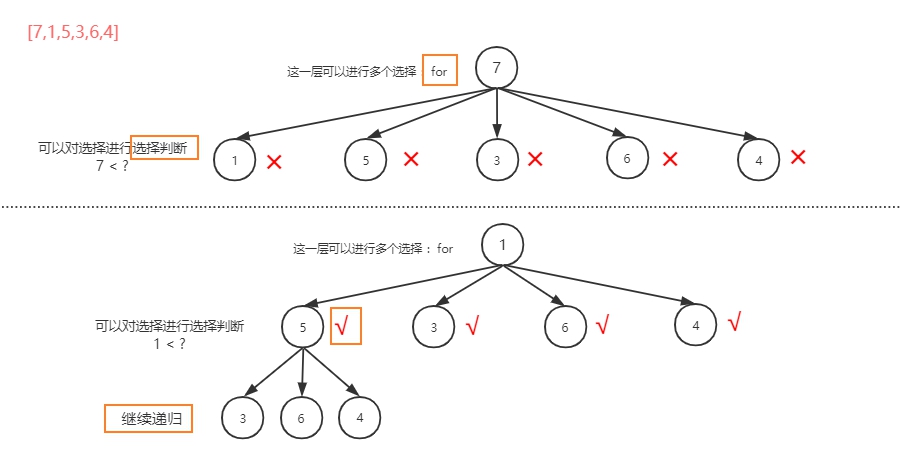 [7,1,5,3,6,4]
这一层可以进行多个选择： for
7
可以对选择进行选择判断
7 < ?
1 × 5 × 3 × 6 × 4 ×
这一层可以进行多个选择： for
1
可以对选择进行选择判断
1 < ?
5 √ 3 √ 6 √ 4 √
继续递归
3 6 4